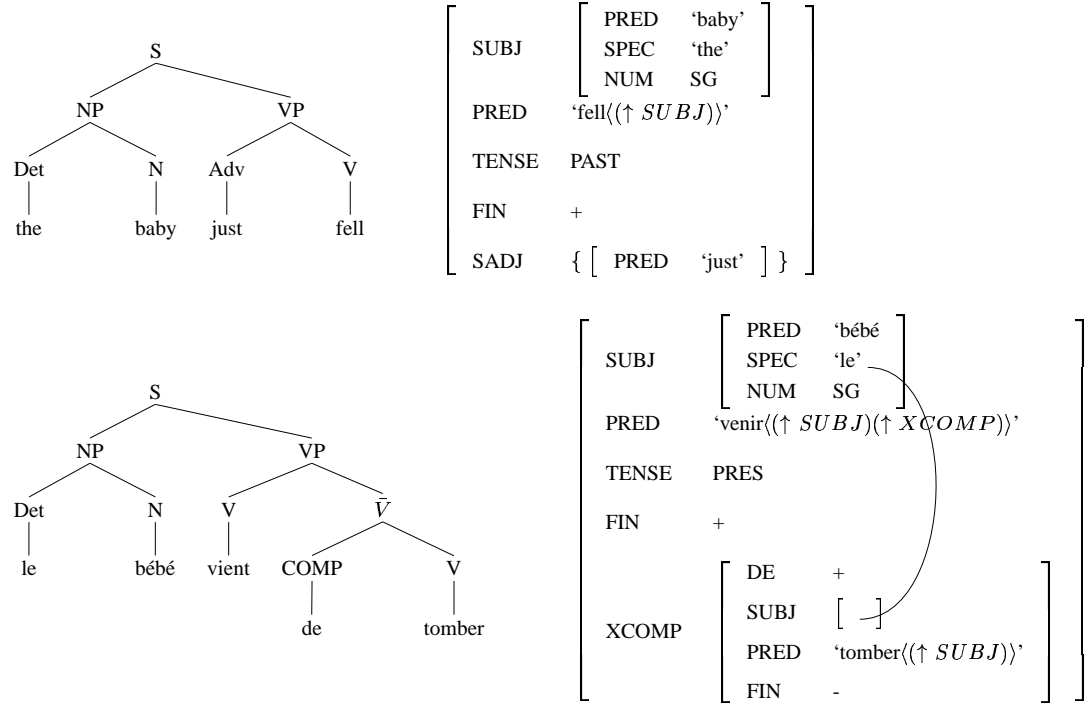 S
NP VP
Det N Adv V
the baby just fell
SUBJ
PRED ‘baby’
SPEC ‘the’
NUM SG
PRED ‘fell⟨(↑ SUBJ)⟩’
TENSE PAST
FIN +
SADJ { [ PRED ‘just’ ] }
S
NP VP
Det N V V̄
le bébé vient COMP V
de tomber
SUBJ
PRED ‘bébé
SPEC ‘le’
NUM SG
PRED ‘venir⟨(↑ SUBJ)(↑ XCOMP)⟩’
TENSE PRES
FIN +
XCOMP
DE +
SUBJ [ ]
PRED ‘tomber⟨(↑ SUBJ)⟩’
FIN -